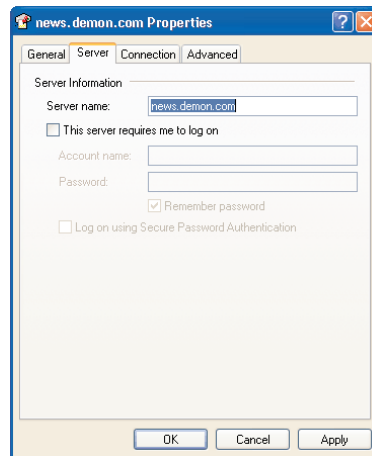 news.demon.com Properties
General Server Connection Advanced
Server Information
Server name: news.demon.com
This server requires me to log on
Account name:
Password:
Remember password
Log on using Secure Password Authentication
OK Cancel Apply